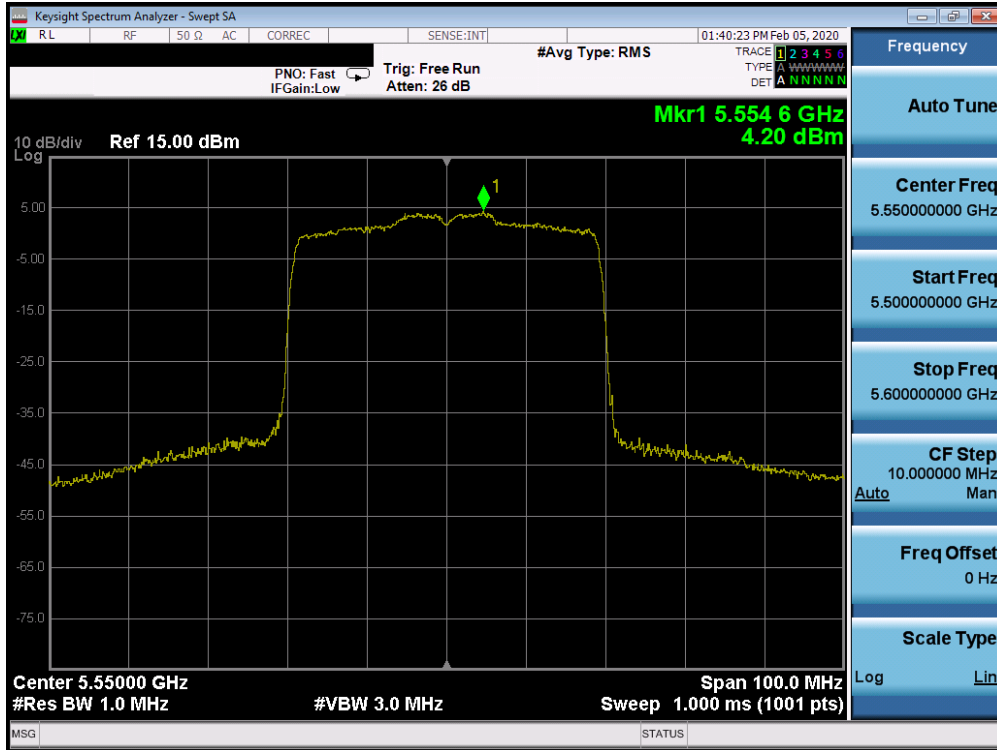 Keysight Spectrum Analyzer - Swept SA
LXI RL RF 50 Ω AC CORREC SENSE:INT 01:40:23 PM Feb 05, 2020
#Avg Type: RMS
TRACE 1 2 3 4 5 6
TYPE A WWWWW
DET A N N N N N
PNO: Fast
IFGain:Low
Trig: Free Run
Atten: 26 dB
Mkr1 5.554 6 GHz
4.20 dBm
10 dB/div Ref 15.00 dBm
Log
1
5.00
-5.00
-15.0
-25.0
-35.0
-45.0
-55.0
-65.0
-75.0
Center 5.55000 GHz Span 100.0 MHz
#Res BW 1.0 MHz #VBW 3.0 MHz Sweep 1.000 ms (1001 pts)
MSG STATUS
Frequency
Auto Tune
Center Freq
5.550000000 GHz
Start Freq
5.500000000 GHz
Stop Freq
5.600000000 GHz
CF Step
10.000000 MHz
Auto Man
Freq Offset
0 Hz
Scale Type
Log Lin